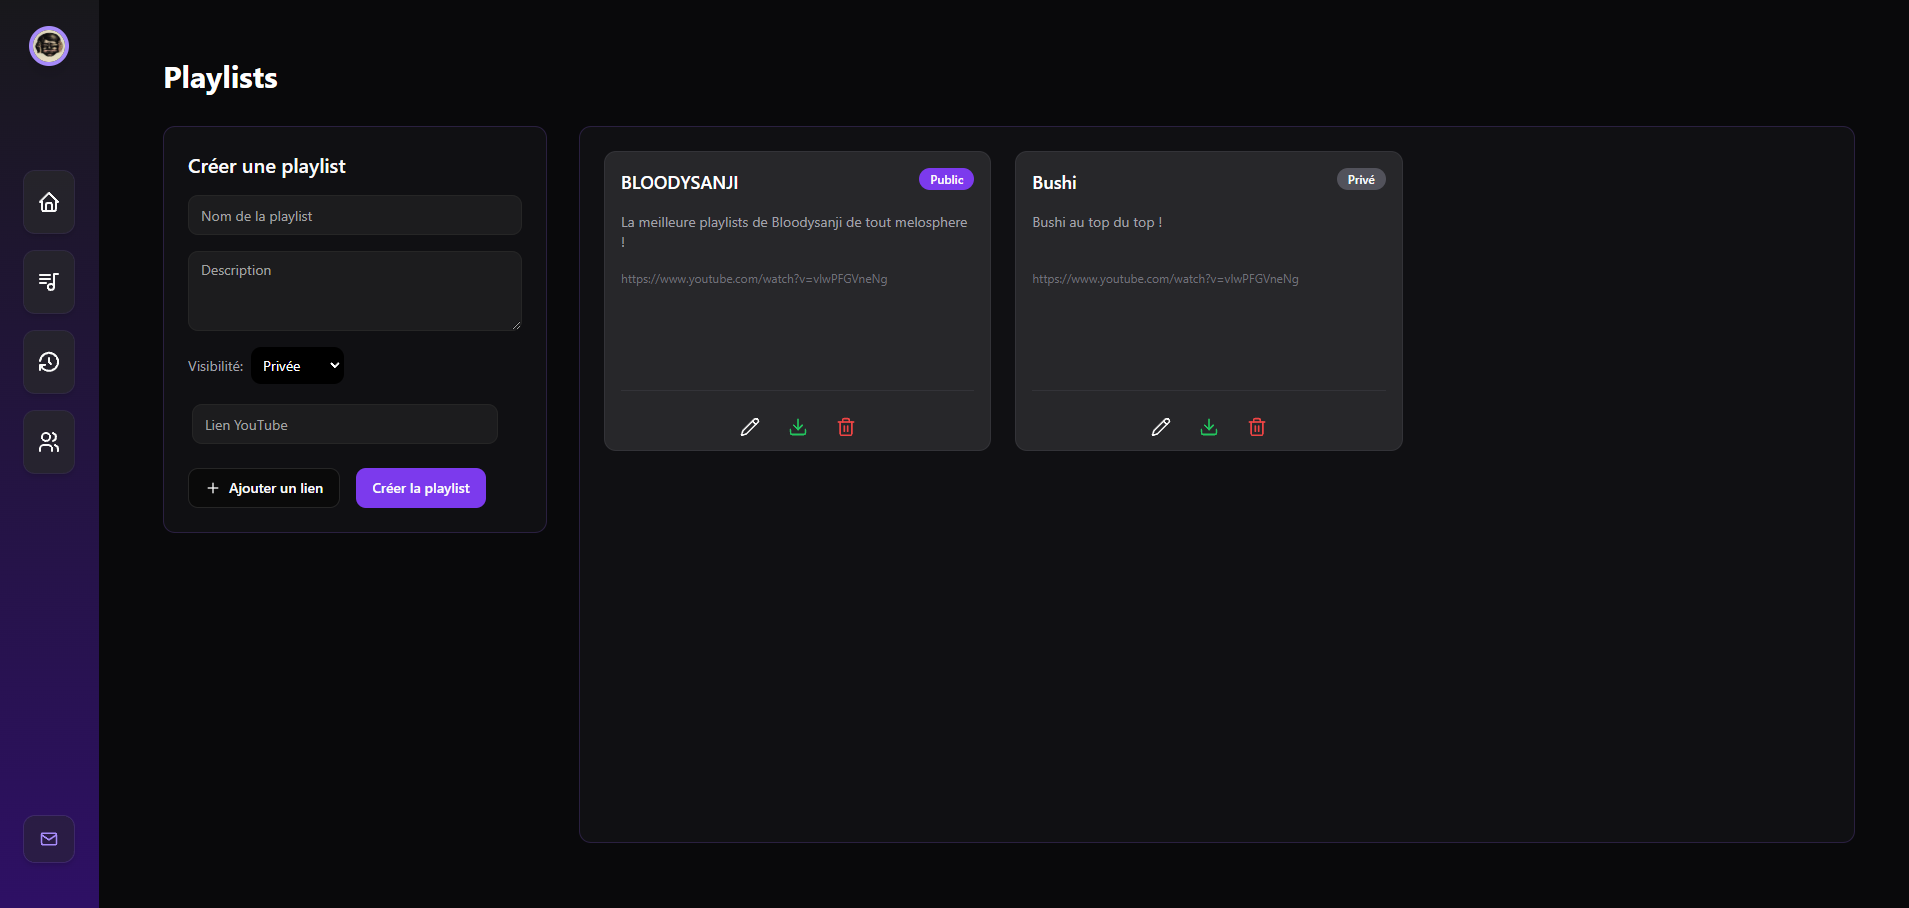 Playlists
Créer une playlist
Nom de la playlist
Description
Visibilité: Privée
Lien YouTube
Ajouter un lien
Créer la playlist
BLOODYSANJI
Public
La meilleure playlists de Bloodysanji de tout melosphere
!
https://www.youtube.com/watch?v=vlwPFGVneNg
Bushi
Privé
Bushi au top du top !
https://www.youtube.com/watch?v=vlwPFGVneNg